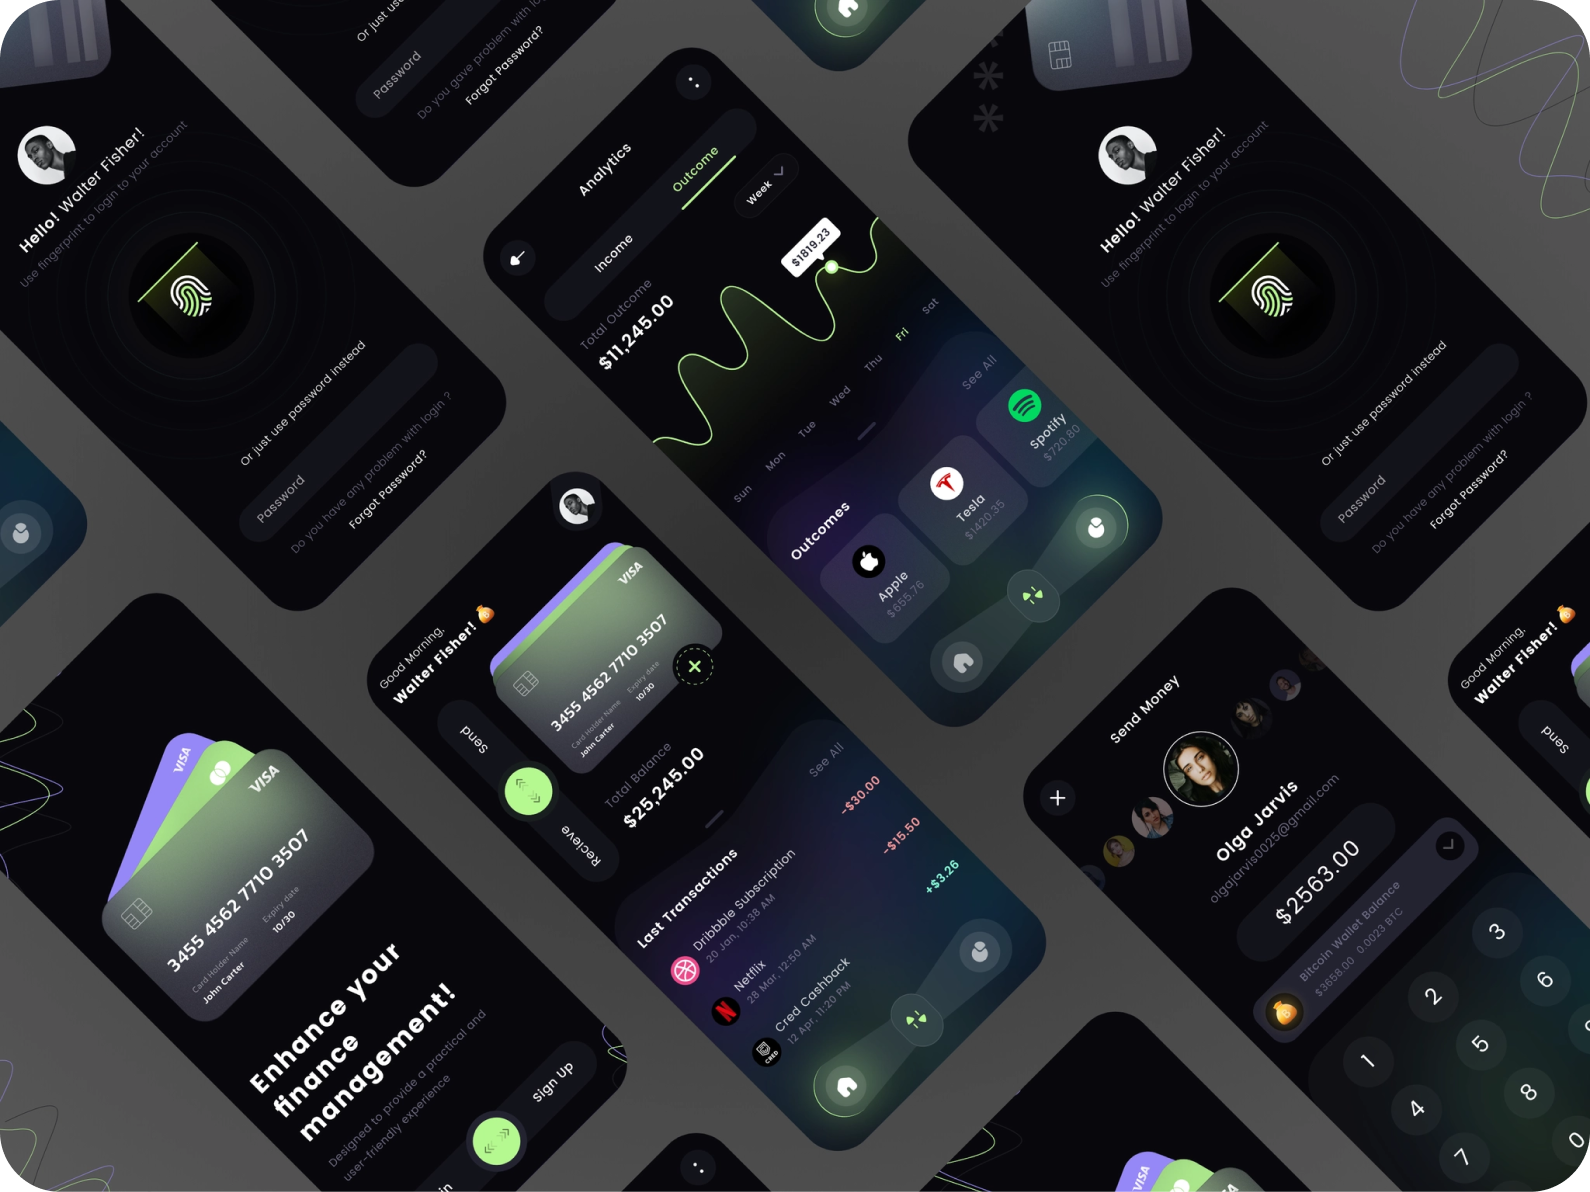 Or just use
Password
Do you gave problem with lo
Forgot Password?
Hello! Walter Fisher!
Use fingerprint to login to your account
Or just use password instead
Password
Do you have any problem with login ?
Forgot Password?
Analytics
Income
Outcome
Week
Total Outcome
$11,245.00
$1819.23
Sun
Mon
Tue
Wed
Thu
Fri
Sat
Outcomes
See All
Apple
$655.76
Tesla
$1420.35
Spotify
$720.80
Hello! Walter Fisher!
Use fingerprint to login to your account
Or just use password instead
Password
Do you have any problem with login ?
Forgot Password?
VISA
VISA
3455 4562 7710 3507
Card Holder Name
John Carter
Expiry date
10/30
Enhance your
finance
management!
Designed to provide a practical and
user-friendly experience
Sign Up
in
Good Morning,
Walter Fisher!
VISA
3455 4562 7710 3507
Card Holder Name
John Carter
Expiry date
10/30
Send
Recieve
Total Balance
$25,245.00
Last Transactions
See All
Dribbble Subscription
20 Jan, 10:38 AM
-$30.00
Netflix
28 Mar, 12:50 AM
-$15.50
CRED
Cred Cashback
12 Apr, 11:20 PM
+$3.26
Send Money
Olga Jarvis
olgajarvis0025@gmail.com
$2563.00
Bitcoin Wallet Balance
$3658.00 0.0023 BTC
1
2
3
4
5
6
7
8
0
Good Morning,
Walter Fisher!
Send
VISA